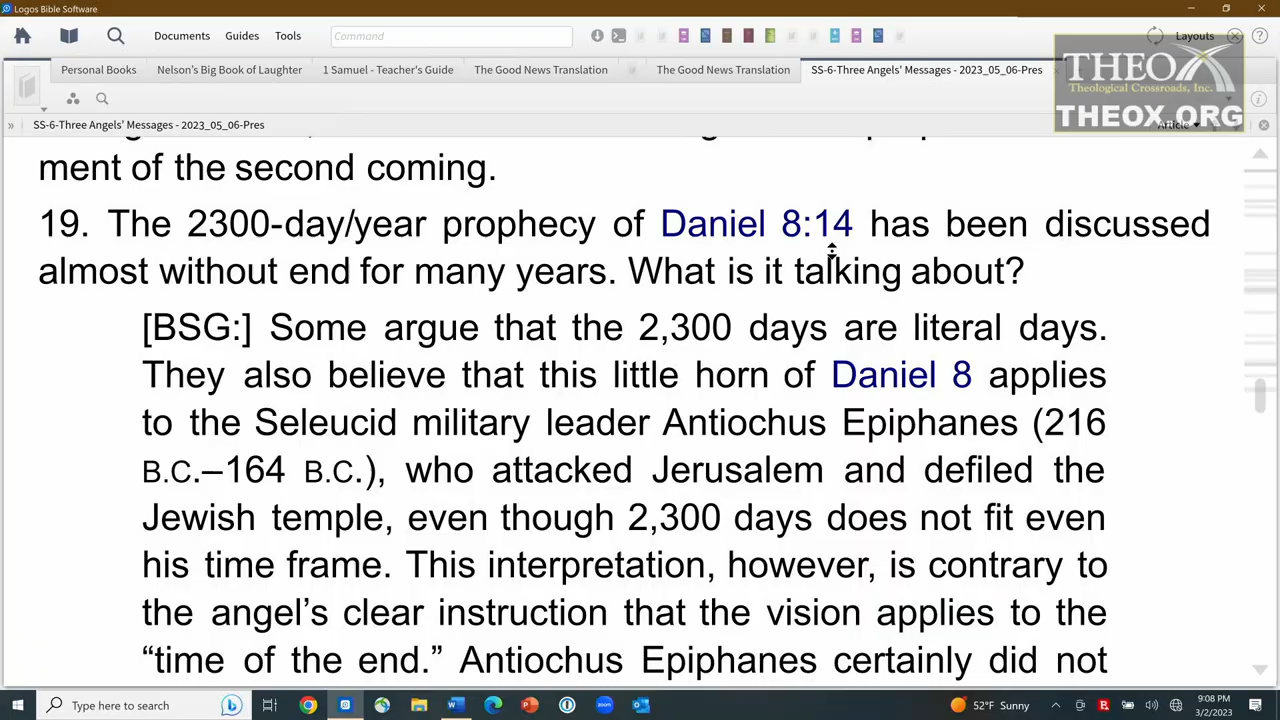 Logos Bible Software
Documents Guides Tools Command Layouts
Personal Books Nelson's Big Book of Laughter 1 Samuel - Teacher's Guide The Good News Translation The Good News Translation SS-6-Three Angels' Messages - 2023_05_06-Pres
THEOX
Theological Crossroads, Inc.
THEOX.ORG
SS-6-Three Angels' Messages - 2023_05_06-Pres Article
ment of the second coming.
19. The 2300-day/year prophecy of Daniel 8:14 has been discussed
almost without end for many years. What is it talking about?
[BSG:] Some argue that the 2,300 days are literal days.
They also believe that this little horn of Daniel 8 applies
to the Seleucid military leader Antiochus Epiphanes (216
B.C.–164 B.C.), who attacked Jerusalem and defiled the
Jewish temple, even though 2,300 days does not fit even
his time frame. This interpretation, however, is contrary to
the angel's clear instruction that the vision applies to the
“time of the end.” Antiochus Epiphanes certainly did not
Type here to search 52°F Sunny 9:08 PM
3/2/2023